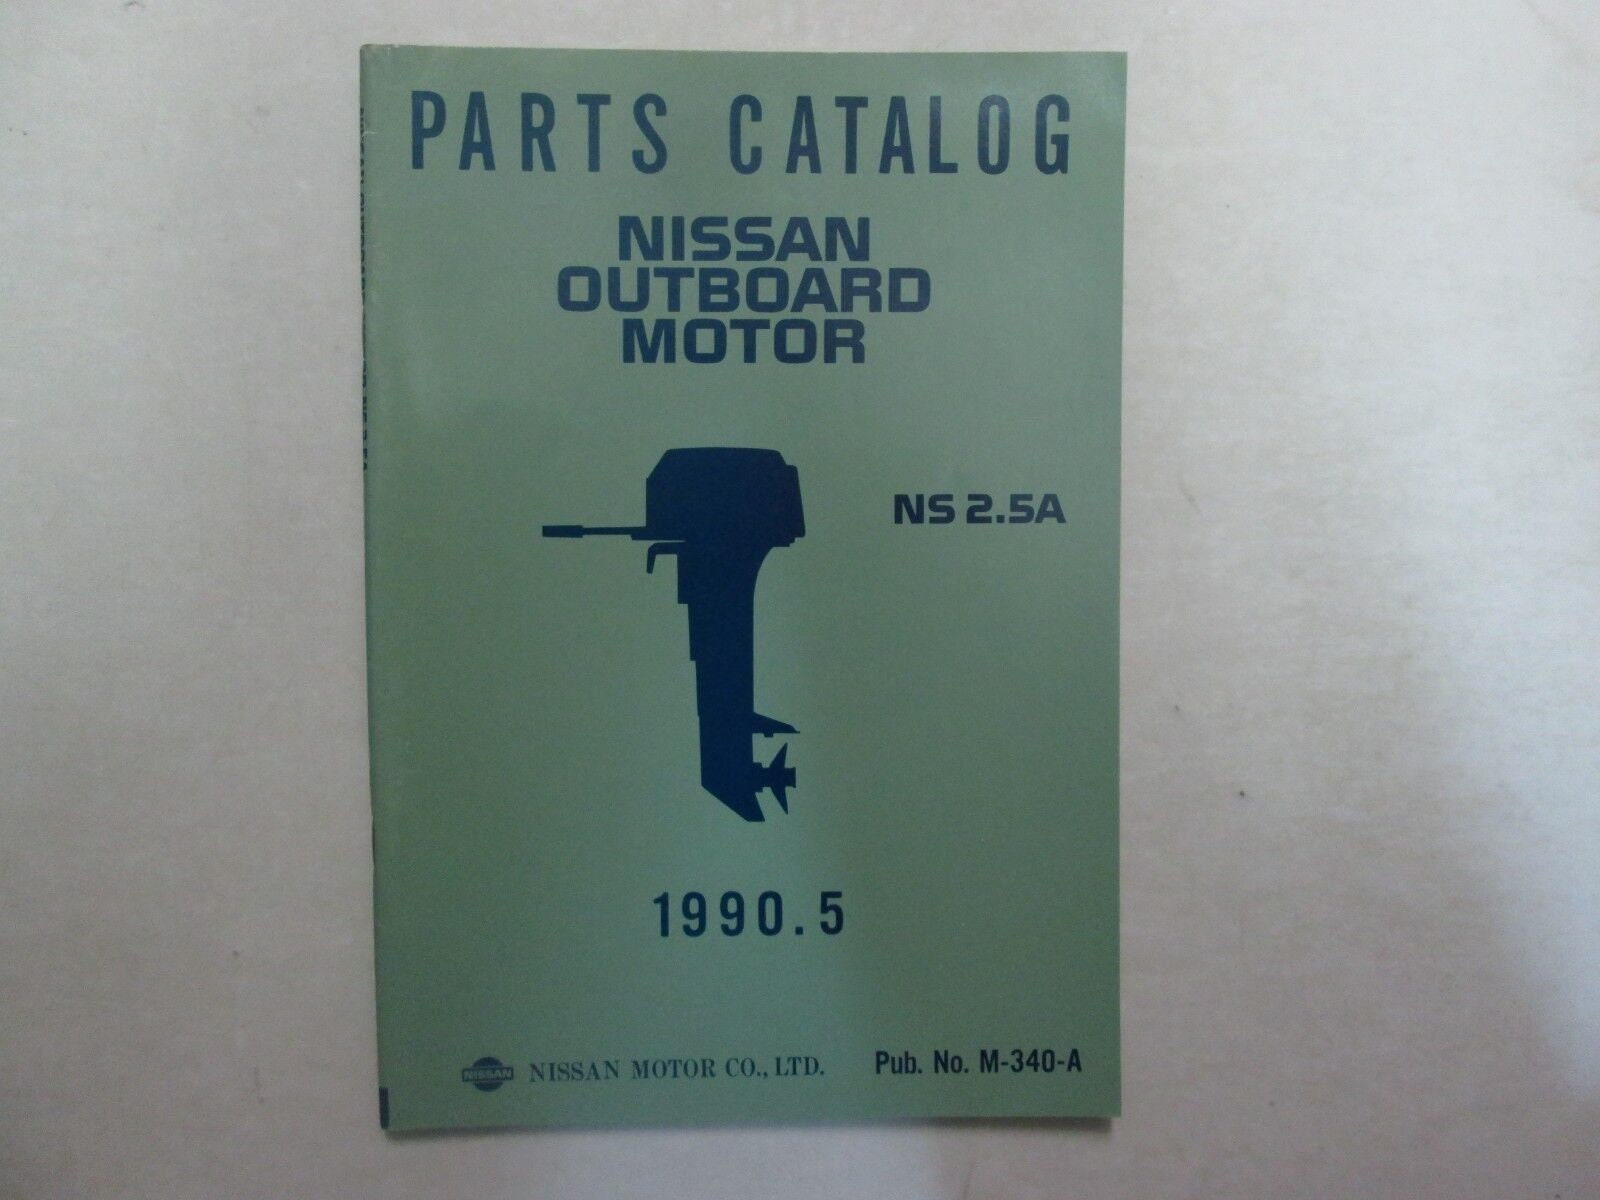 PARTS CATALOG
NISSAN
OUTBOARD
MOTOR
NS 2.5A
1990.5
NISSAN NISSAN MOTOR CO., LTD. Pub. No. M-340-A